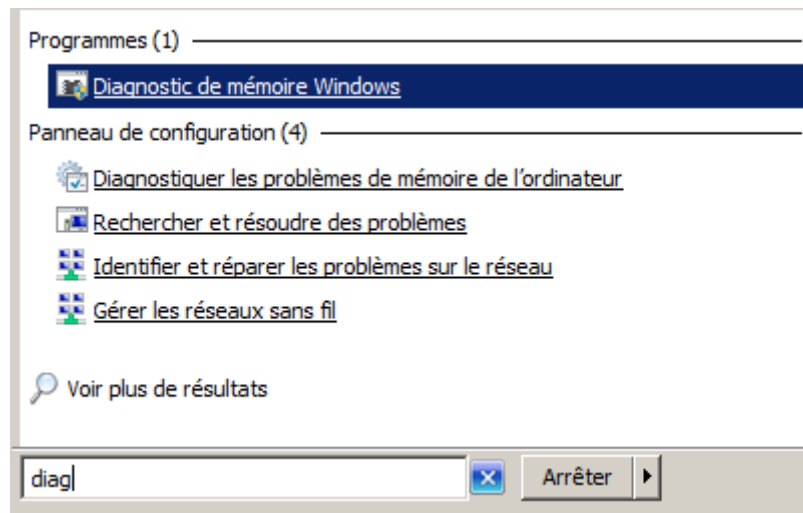 Programmes (1)
Diagnostic de mémoire Windows
Panneau de configuration (4)
Diagnostiquer les problèmes de mémoire de l'ordinateur
Rechercher et résoudre des problèmes
Identifier et réparer les problèmes sur le réseau
Gérer les réseaux sans fil
Voir plus de résultats
diag
Arrêter